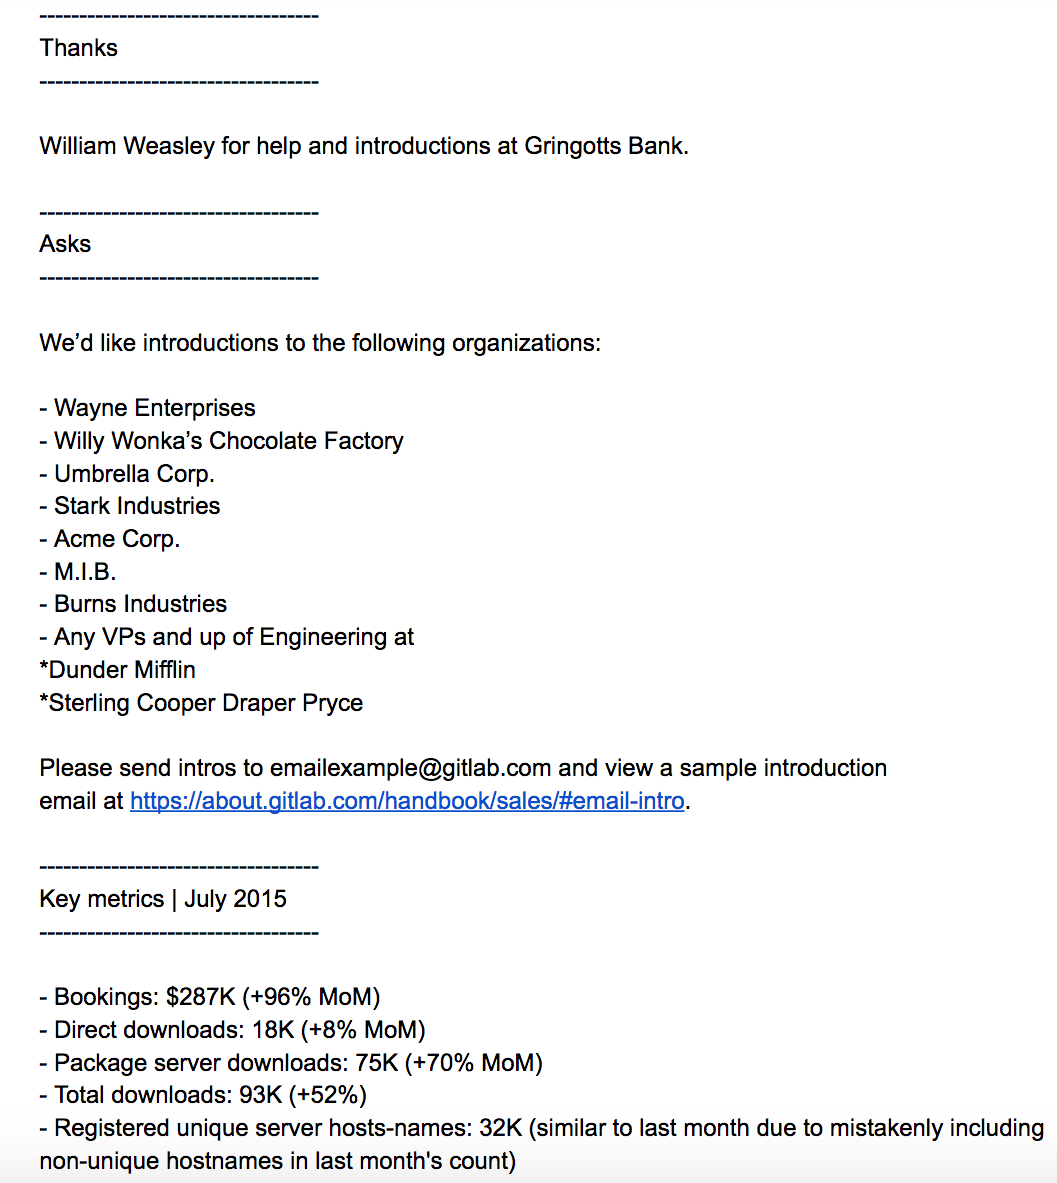 -----------------------------------
Thanks
-----------------------------------
William Weasley for help and introductions at Gringotts Bank.
-----------------------------------
Asks
-----------------------------------
We’d like introductions to the following organizations:
- Wayne Enterprises
- Willy Wonka’s Chocolate Factory
- Umbrella Corp.
- Stark Industries
- Acme Corp.
- M.I.B.
- Burns Industries
- Any VPs and up of Engineering at
*Dunder Mifflin
*Sterling Cooper Draper Pryce
Please send intros to emailexample@gitlab.com and view a sample introduction
email at https://about.gitlab.com/handbook/sales/#email-intro.
-----------------------------------
Key metrics | July 2015
-----------------------------------
- Bookings: $287K (+96% MoM)
- Direct downloads: 18K (+8% MoM)
- Package server downloads: 75K (+70% MoM)
- Total downloads: 93K (+52%)
- Registered unique server hosts-names: 32K (similar to last month due to mistakenly including
non-unique hostnames in last month's count)